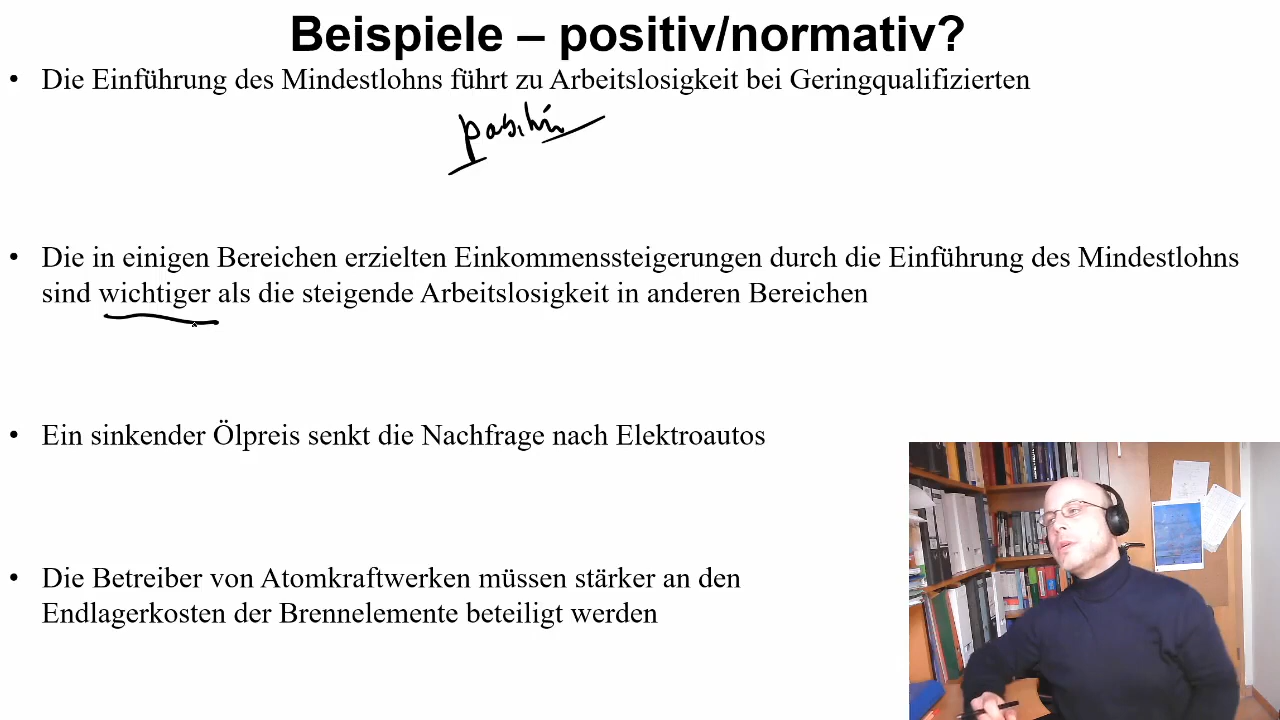 Beispiele – positiv/normativ?
• Die Einführung des Mindestlohns führt zu Arbeitslosigkeit bei Geringqualifizierten
positiv
• Die in einigen Bereichen erzielten Einkommenssteigerungen durch die Einführung des Mindestlohns
sind wichtiger als die steigende Arbeitslosigkeit in anderen Bereichen
• Ein sinkender Ölpreis senkt die Nachfrage nach Elektroautos
• Die Betreiber von Atomkraftwerken müssen stärker an den
Endlagerkosten der Brennelemente beteiligt werden